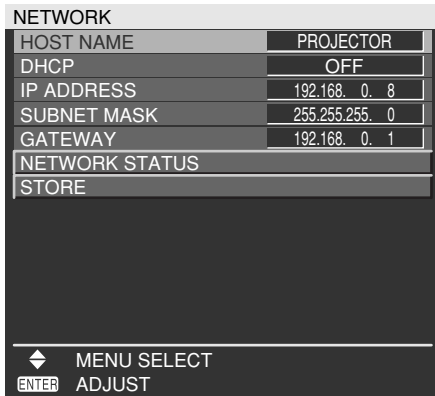 NETWORK
HOST NAME PROJECTOR
DHCP OFF
IP ADDRESS 192.168. 0. 8
SUBNET MASK 255.255.255. 0
GATEWAY 192.168. 0. 1
NETWORK STATUS
STORE
MENU SELECT
ENTER ADJUST